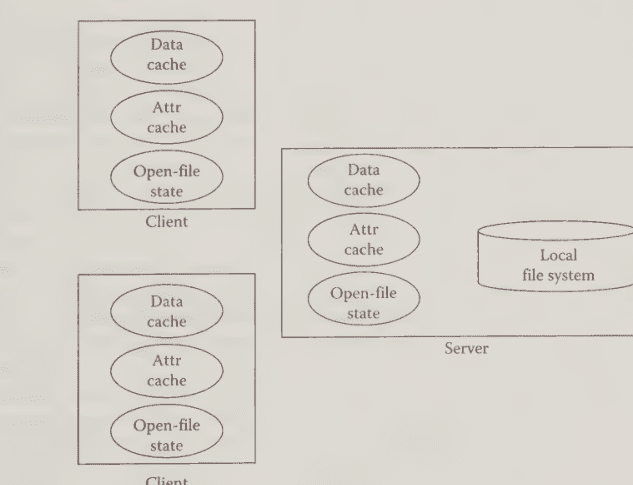 Data
cache
Attr
cache
Open-file
state
Client
Data
cache
Attr
cache
Open-file
state
Local
file system
Server
Data
cache
Attr
cache
Open-file
state
Client